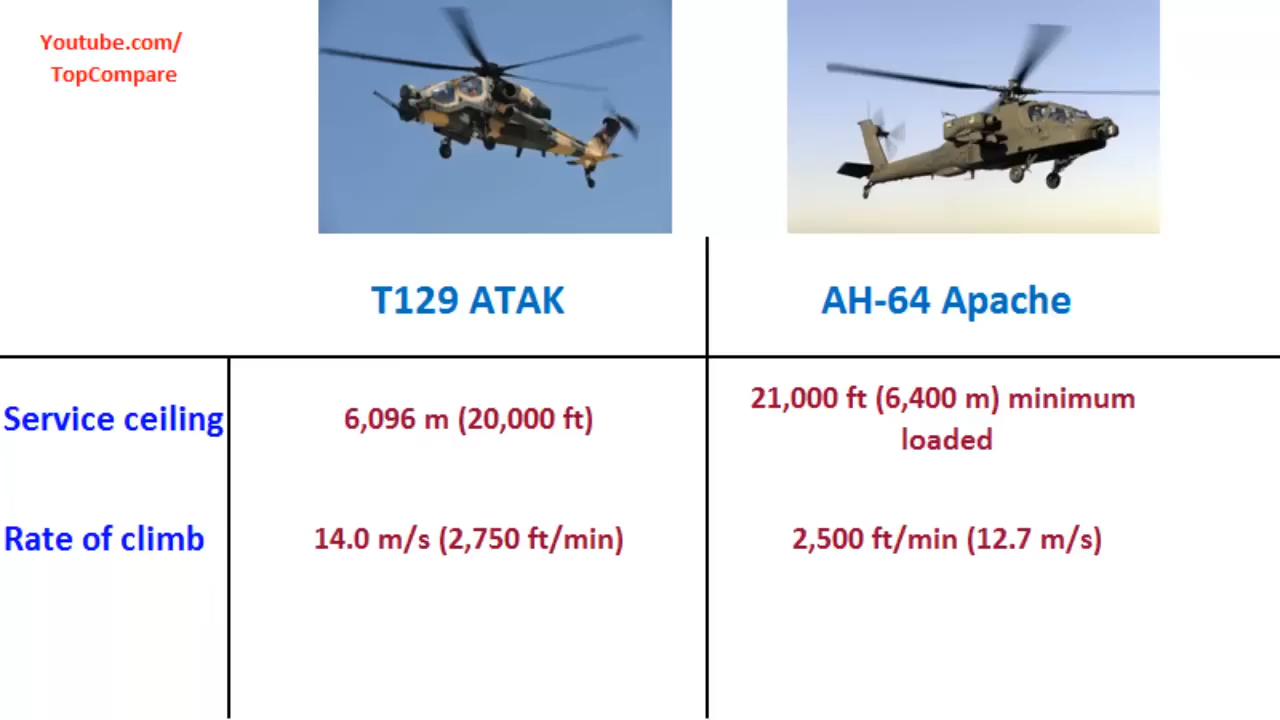 Youtube.com/
TopCompare
T129 ATAK
AH-64 Apache
Service ceiling
6,096 m (20,000 ft)
21,000 ft (6,400 m) minimum
loaded
Rate of climb
14.0 m/s (2,750 ft/min)
2,500 ft/min (12.7 m/s)